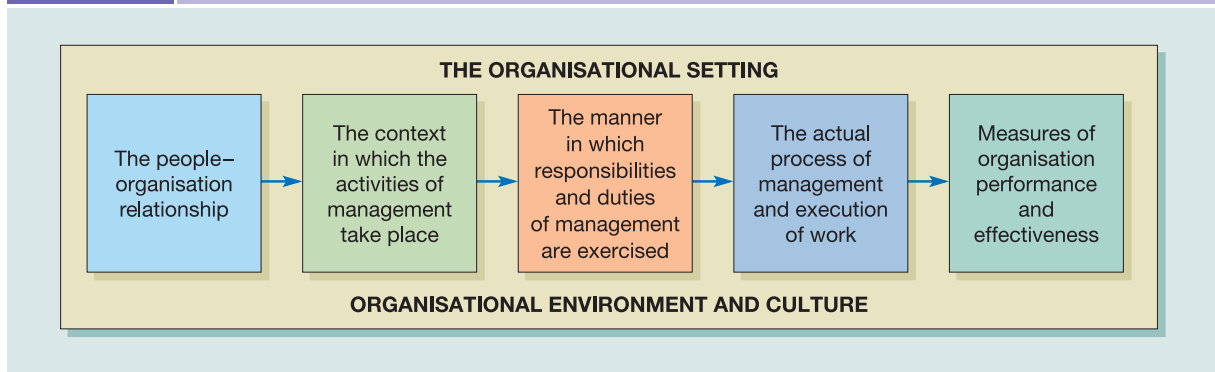 THE ORGANISATIONAL SETTING
The people–
organisation
relationship
The context
in which the
activities of
management
take place
The manner
in which
responsibilities
and duties
of management
are exercised
The actual
process of
management
and execution
of work
Measures of
organisation
performance
and
effectiveness
ORGANISATIONAL ENVIRONMENT AND CULTURE